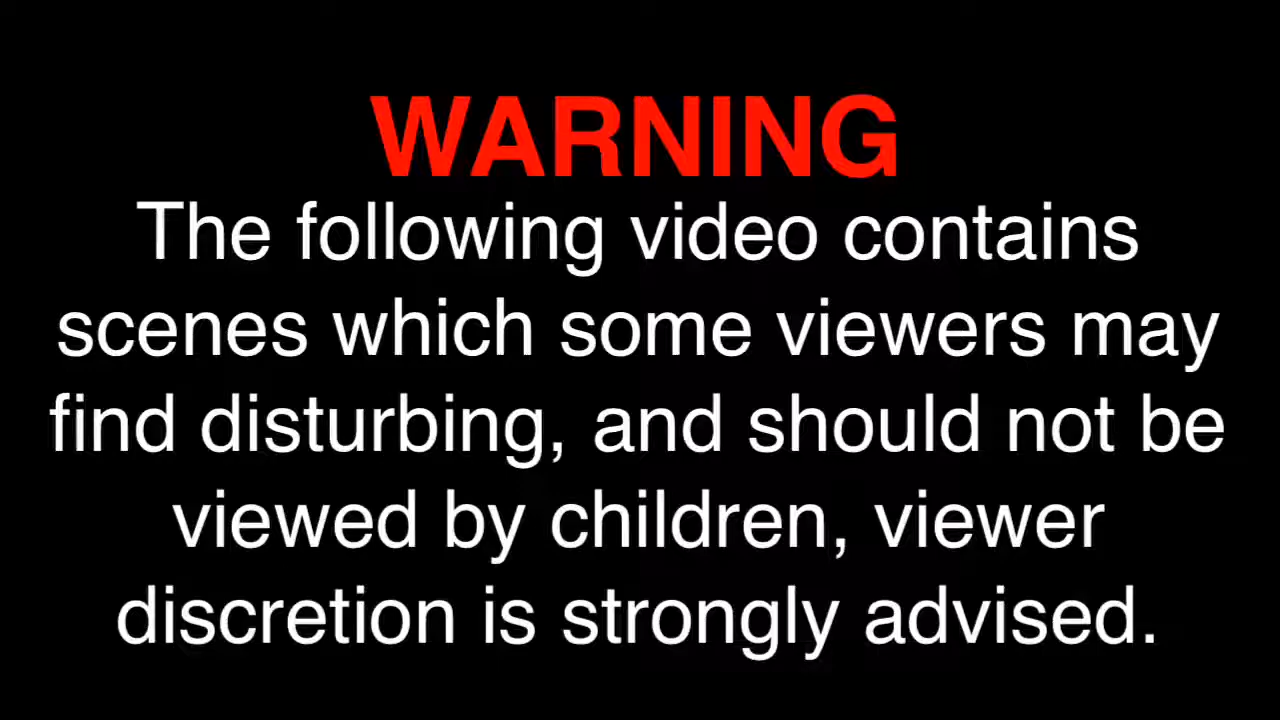 WARNING
The following video contains
scenes which some viewers may
find disturbing, and should not be
viewed by children, viewer
discretion is strongly advised.